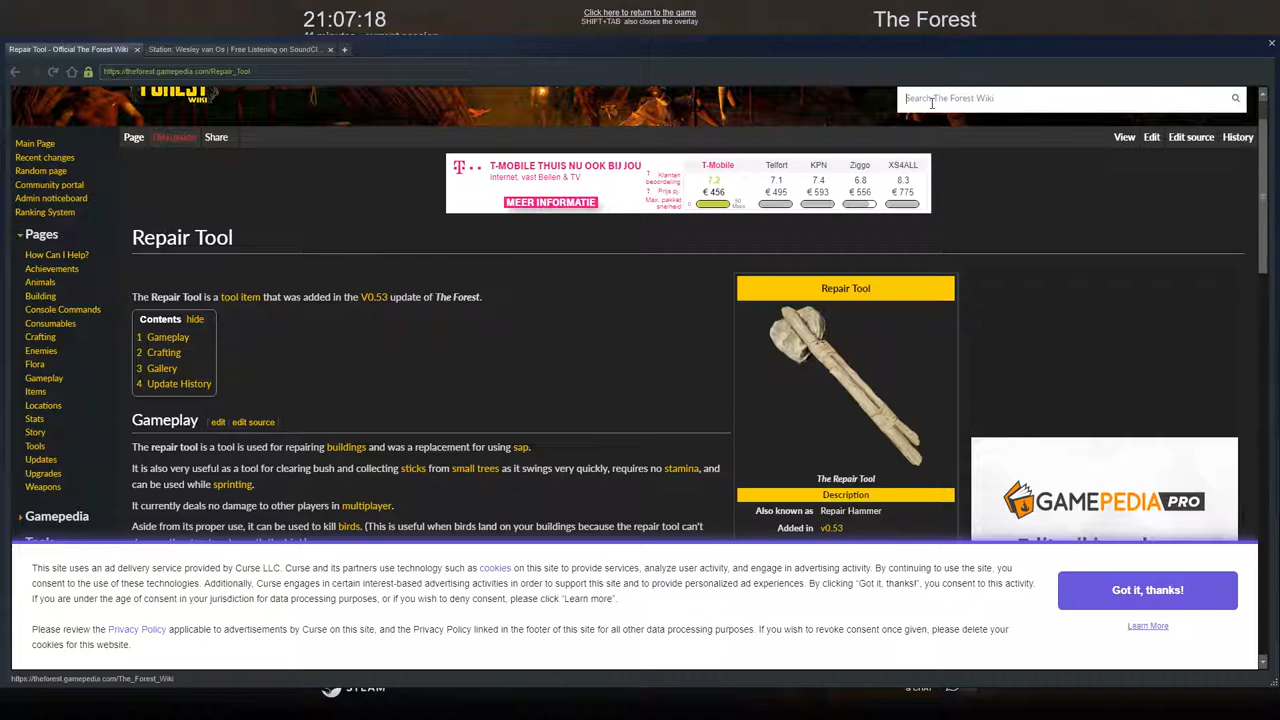 21:07:18
Click here to return to the game
SHIFT+TAB also closes the overlay
The Forest
Repair Tool - Official The Forest Wiki
Station: Wesley van Os | Free Listening on SoundCl...
https://theforest.gamepedia.com/Repair_Tool
WIKI
Search The Forest Wiki
Page Discussion Share
View Edit Edit source History
Main Page
Recent changes
Random page
Community portal
Admin noticeboard
Ranking System
Pages
How Can I Help?
Achievements
Animals
Building
Console Commands
Consumables
Crafting
Enemies
Flora
Gameplay
Items
Locations
Stats
Story
Tools
Updates
Upgrades
Weapons
Gamepedia
T-MOBILE THUIS NU OOK BIJ JOU
Internet, vast Bellen & TV.
MEER INFORMATIE
T-Mobile Telfort KPN Ziggo XS4ALL
Klanten beoordeling 7.2 7.1 7.4 6.8 8.3
Prijs pj. € 456 € 495 € 593 € 556 € 775
Max. pakket snelheid
Repair Tool
The Repair Tool is a tool item that was added in the V0.53 update of The Forest.
Contents hide
1 Gameplay
2 Crafting
3 Gallery
4 Update History
Gameplay [ edit | edit source ]
The repair tool is a tool is used for repairing buildings and was a replacement for using sap.
It is also very useful as a tool for clearing bush and collecting sticks from small trees as it swings very quickly, requires no stamina, and
can be used while sprinting.
It currently deals no damage to other players in multiplayer.
Aside from its proper use, it can be used to kill birds. (This is useful when birds land on your buildings because the repair tool can't
Repair Tool
The Repair Tool
Description
Also known as Repair Hammer
Added in v0.53
GAMEPEDIA PRO
This site uses an ad delivery service provided by Curse LLC. Curse and its partners use technology such as cookies on this site to provide services, analyze user activity, and engage in advertising activity. By continuing to use the site, you
consent to the use of these technologies. Additionally, Curse engages in certain interest-based advertising activities in order to support this site and to provide personalized ad experiences. By clicking "Got it, thanks!", you consent to this activity.
If you are under the age of consent in your jurisdiction for data processing purposes, or if you wish to deny consent, please click "Learn more".
Please review the Privacy Policy applicable to advertisements by Curse on this site, and the Privacy Policy linked in the footer of this site for all other data processing purposes. If you wish to revoke consent once given, please delete your
cookies for this website.
Got it, thanks!
Learn More
https://theforest.gamepedia.com/The_Forest_Wiki
STEAM